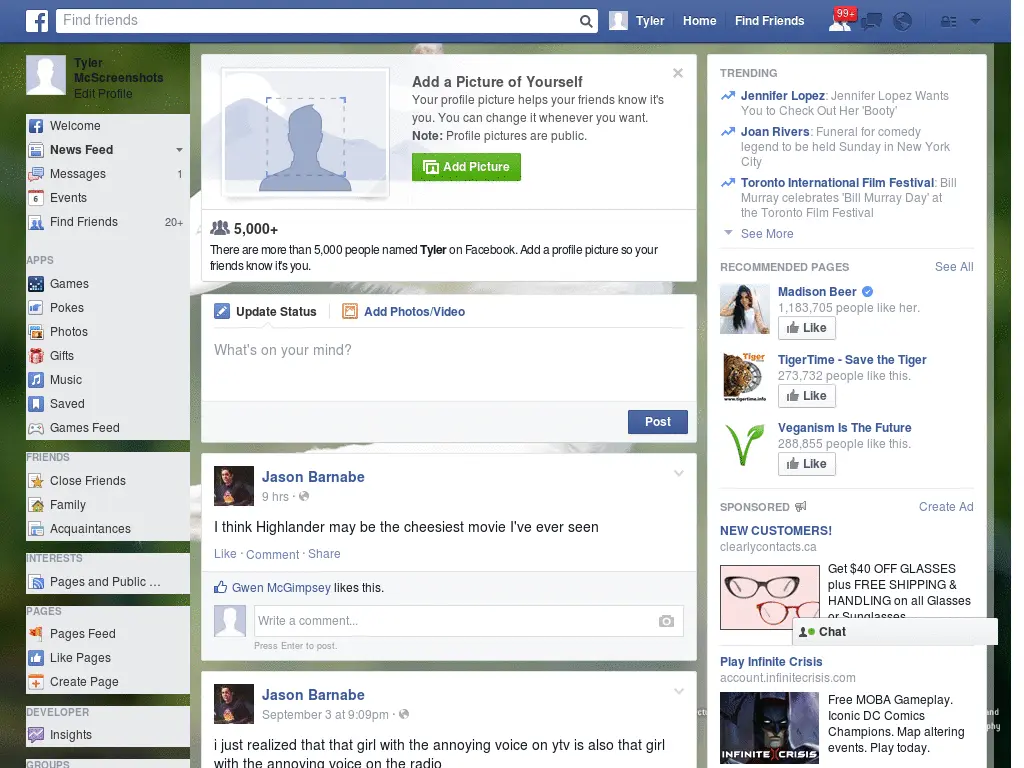 f
Find friends
Tyler
Home
Find Friends
99+
Tyler
McScreenshots
Edit Profile
Welcome
News Feed
Messages 1
6 Events
Find Friends 20+
APPS
Games
Pokes
Photos
Gifts
Music
Saved
Games Feed
FRIENDS
Close Friends
Family
Acquaintances
INTERESTS
Pages and Public ...
PAGES
Pages Feed
Like Pages
Create Page
DEVELOPER
Insights
GROUPS
Add a Picture of Yourself
Your profile picture helps your friends know it's
you. You can change it whenever you want.
Note: Profile pictures are public.
Add Picture
5,000+
There are more than 5,000 people named Tyler on Facebook. Add a profile picture so your
friends know it's you.
Update Status
Add Photos/Video
What's on your mind?
Post
Jason Barnabe
9 hrs ·
I think Highlander may be the cheesiest movie I've ever seen
Like · Comment · Share
Gwen McGimpsey likes this.
Write a comment...
Press Enter to post.
Jason Barnabe
September 3 at 9:09pm ·
i just realized that that girl with the annoying voice on ytv is also that girl
with the annoying voice on the radio
TRENDING
Jennifer Lopez: Jennifer Lopez Wants
You to Check Out Her 'Booty'
Joan Rivers: Funeral for comedy
legend to be held Sunday in New York
City
Toronto International Film Festival: Bill
Murray celebrates 'Bill Murray Day' at
the Toronto Film Festival
See More
RECOMMENDED PAGES See All
Madison Beer
1,183,705 people like her.
Like
Tiger
www.tigertime.info
TigerTime - Save the Tiger
273,732 people like this.
Like
Veganism Is The Future
288,855 people like this.
Like
SPONSORED Create Ad
NEW CUSTOMERS!
clearlycontacts.ca
Get $40 OFF GLASSES
plus FREE SHIPPING &
HANDLING on all Glasses
or Sunglasses
Chat
Play Infinite Crisis
account.infinitecrisis.com
INFINITE CRISIS
Free MOBA Gameplay.
Iconic DC Comics
Champions. Map altering
events. Play today.